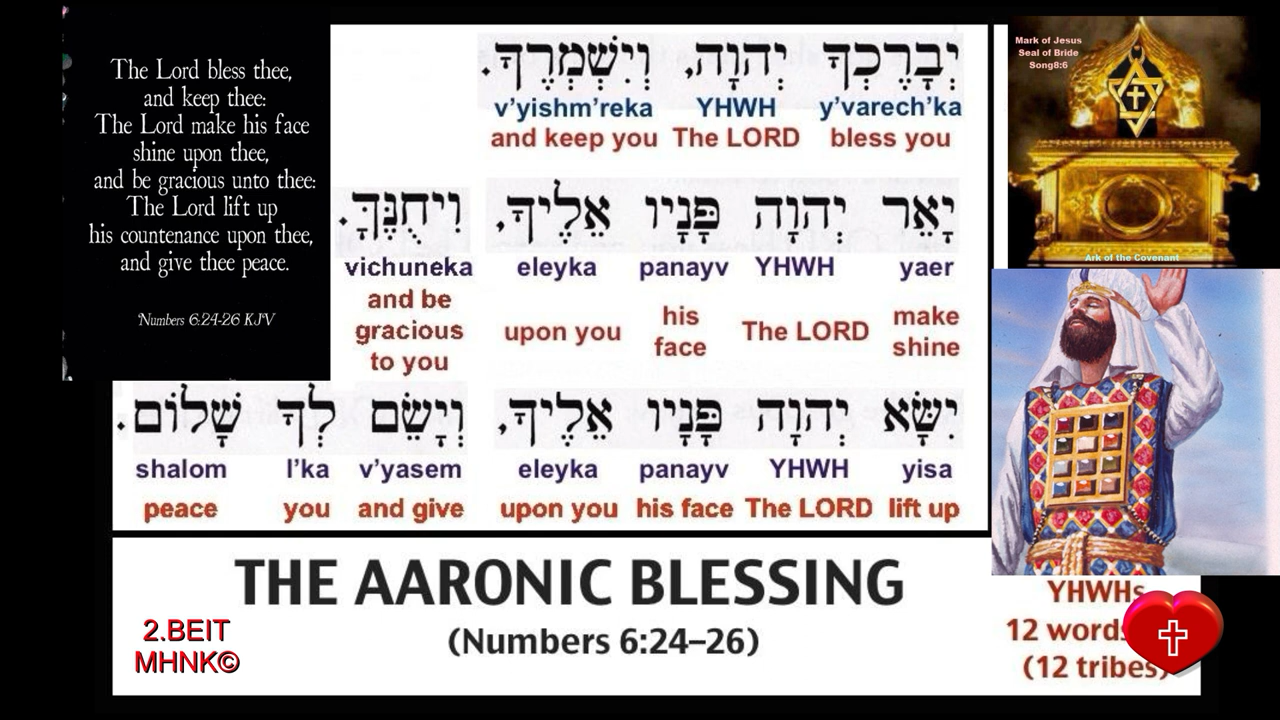 The Lord bless thee,
and keep thee:
The Lord make his face
shine upon thee,
and be gracious unto thee:
The Lord lift up
his countenance upon thee,
and give thee peace.
Numbers 6:24-26 KJV
יְבָרֶכְךָ יְהוָה, וְיִשְׁמְרֶךָ.
v'yishm'reka YHWH y'varech'ka
and keep you The LORD bless you
יָאֵר יְהוָה פָּנָיו אֵלֶיךָ, וִיחֻנֶּךָּ.
vichuneka eleyka panayv YHWH yaer
and be
gracious
to you
upon you
his
face
The LORD
make
shine
יִשָּׂא יְהוָה פָּנָיו אֵלֶיךָ, וְיָשֵׂם לְךָ שָׁלוֹם.
shalom l'ka v'yasem eleyka panayv YHWH yisa
peace you and give upon you his face The LORD lift up
Mark of Jesus
Seal of Bride
Song8:6
Ark of the Covenant
THE AARONIC BLESSING
(Numbers 6:24–26)
2.BEIT
MHNK©
YHWHs
12 words
(12 tribes)